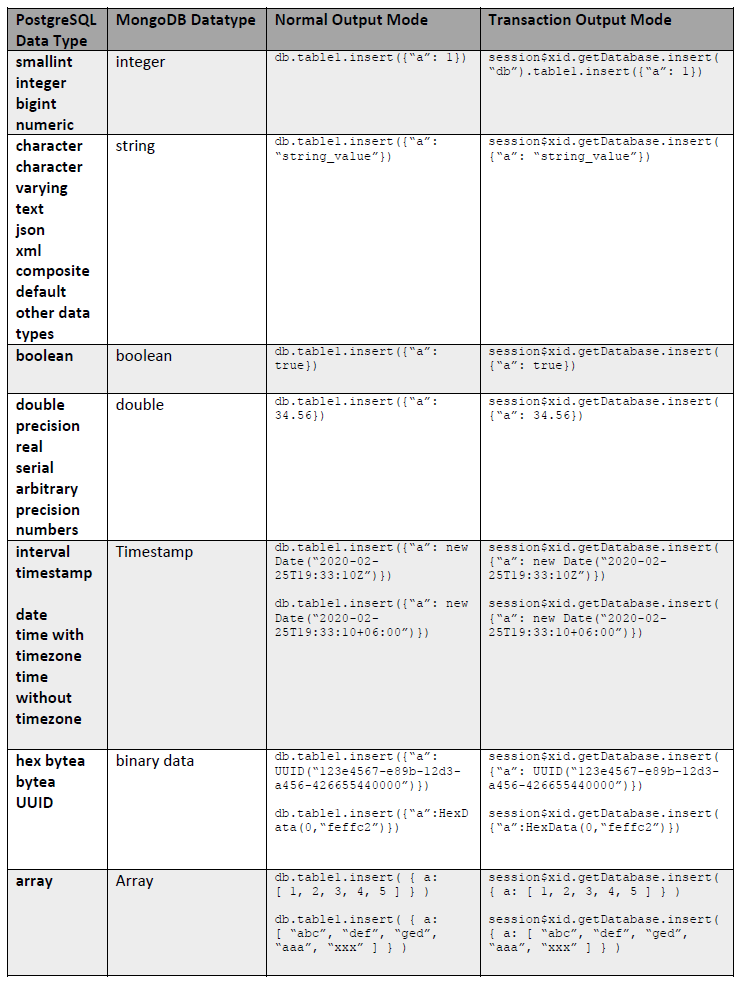 PostgreSQL Data Type
MongoDB Datatype
Normal Output Mode
Transaction Output Mode
smallint
integer
bigint
numeric
integer
db.table1.insert({“a”: 1})
session$xid.getDatabase.insert(
“db”).table1.insert({“a”: 1})
character
character
varying
text
json
xml
composite
default
other data
types
string
db.table1.insert({“a”:
“string_value”})
session$xid.getDatabase.insert(
{“a”: “string_value”})
boolean
boolean
db.table1.insert({“a”:
true})
session$xid.getDatabase.insert(
{“a”: true})
double
precision
real
serial
arbitrary
precision
numbers
double
db.table1.insert({“a”:
34.56})
session$xid.getDatabase.insert(
{“a”: 34.56})
interval
timestamp
date
time with
timezone
time
without
timezone
Timestamp
db.table1.insert({“a”: new
Date(“2020-02-
25T19:33:10Z”)})
db.table1.insert({“a”: new
Date(“2020-02-
25T19:33:10+06:00”)})
session$xid.getDatabase.insert(
{“a”: new Date(“2020-02-
25T19:33:10Z”)})
session$xid.getDatabase.insert(
{“a”: new Date(“2020-02-
25T19:33:10+06:00”)})
hex bytea
bytea
UUID
binary data
db.table1.insert({“a”:
UUID(“123e4567-e89b-12d3-
a456-426655440000”)})
db.table1.insert({“a”:HexD
ata(0,“feffc2”)})
session$xid.getDatabase.insert(
{“a”: UUID(“123e4567-e89b-12d3-
a456-426655440000”)})
session$xid.getDatabase.insert(
{“a”:HexData(0,“feffc2”)})
array
Array
db.table1.insert( { a:
[ 1, 2, 3, 4, 5 ] } )
db.table1.insert( { a:
[ “abc”, “def”, “ged”,
“aaa”, “xxx” ] } )
session$xid.getDatabase.insert(
{ a: [ 1, 2, 3, 4, 5 ] } )
session$xid.getDatabase.insert(
{ a: [ “abc”, “def”, “ged”,
“aaa”, “xxx” ] } )